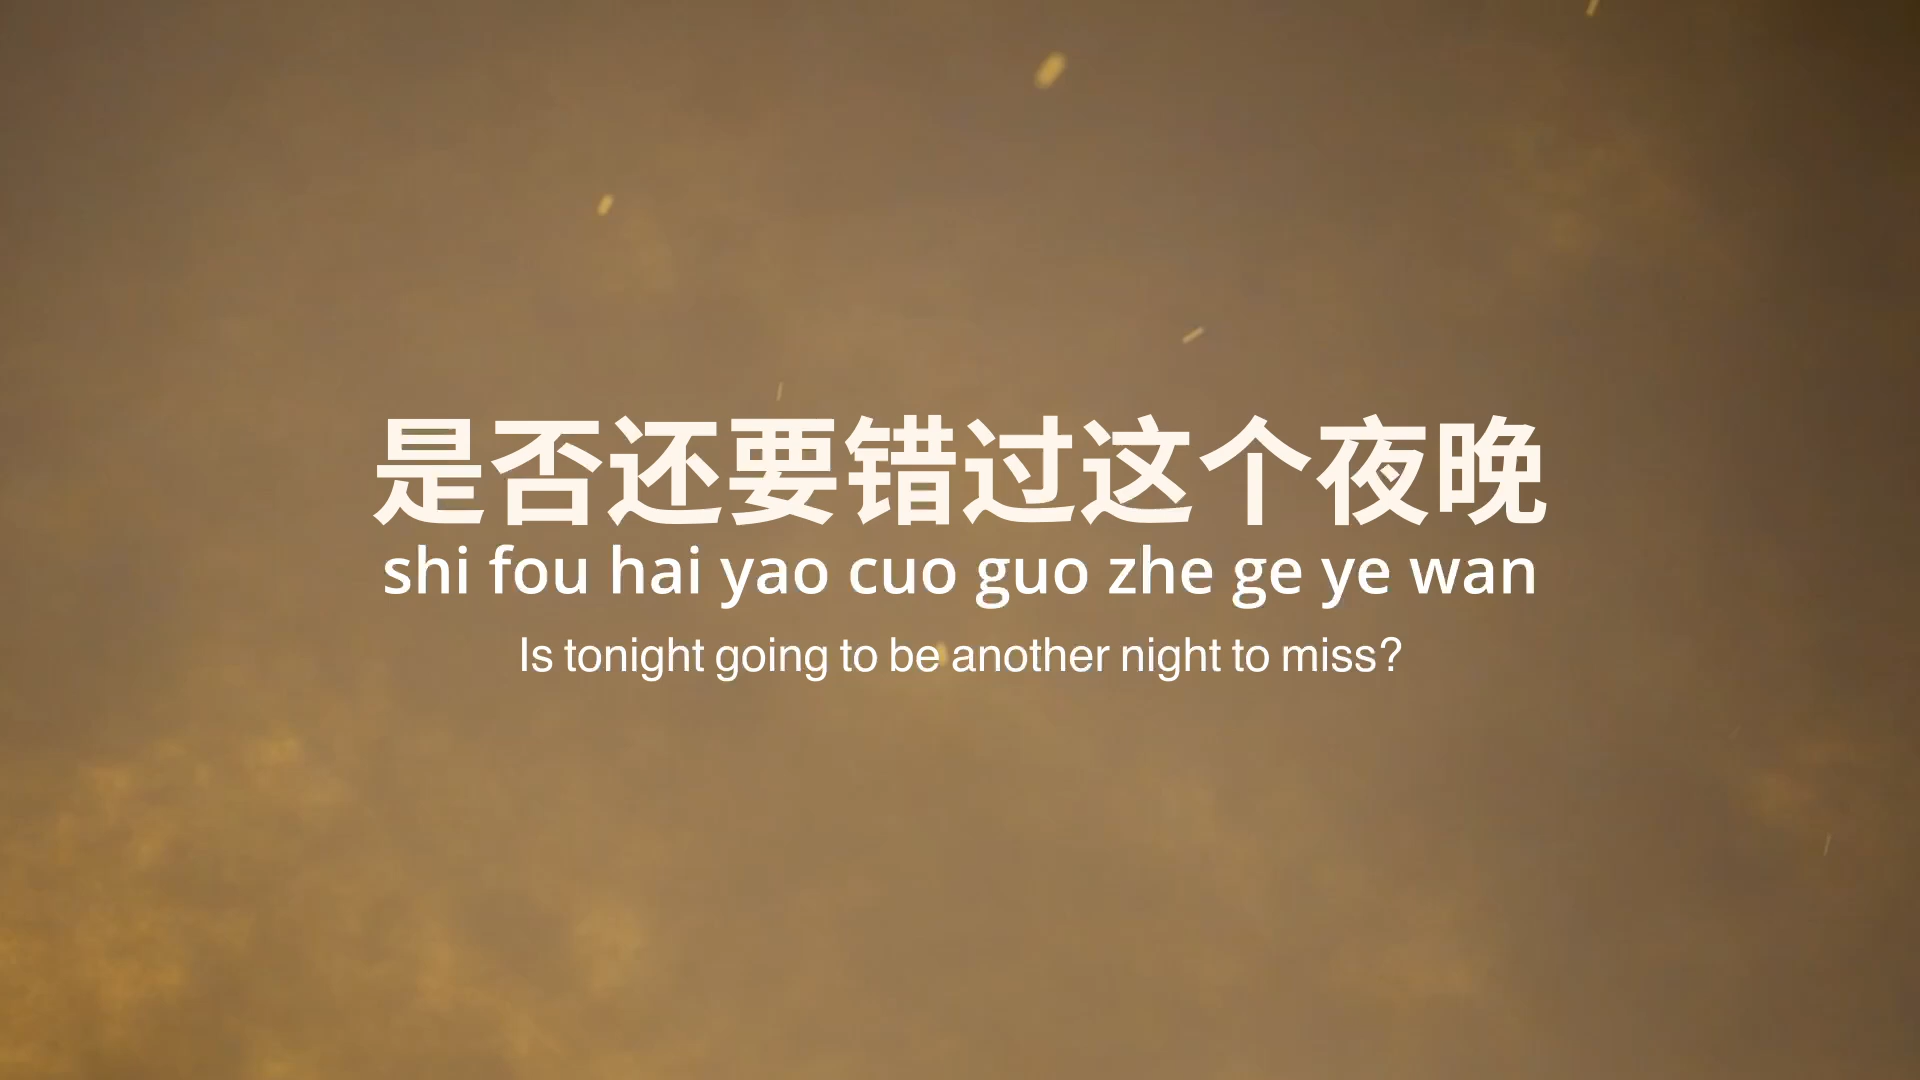 是否还要错过这个夜晚
shi fou hai yao cuo guo zhe ge ye wan
Is tonight going to be another night to miss?